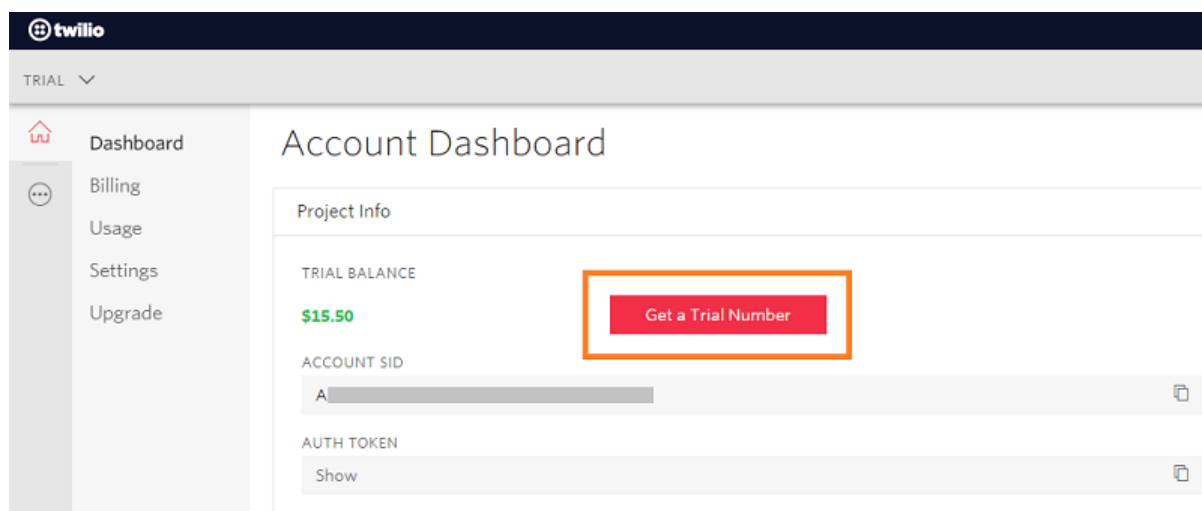 twilio
TRIAL
Dashboard
Billing
Usage
Settings
Upgrade
Account Dashboard
Project Info
TRIAL BALANCE
$15.50
Get a Trial Number
ACCOUNT SID
A
AUTH TOKEN
Show